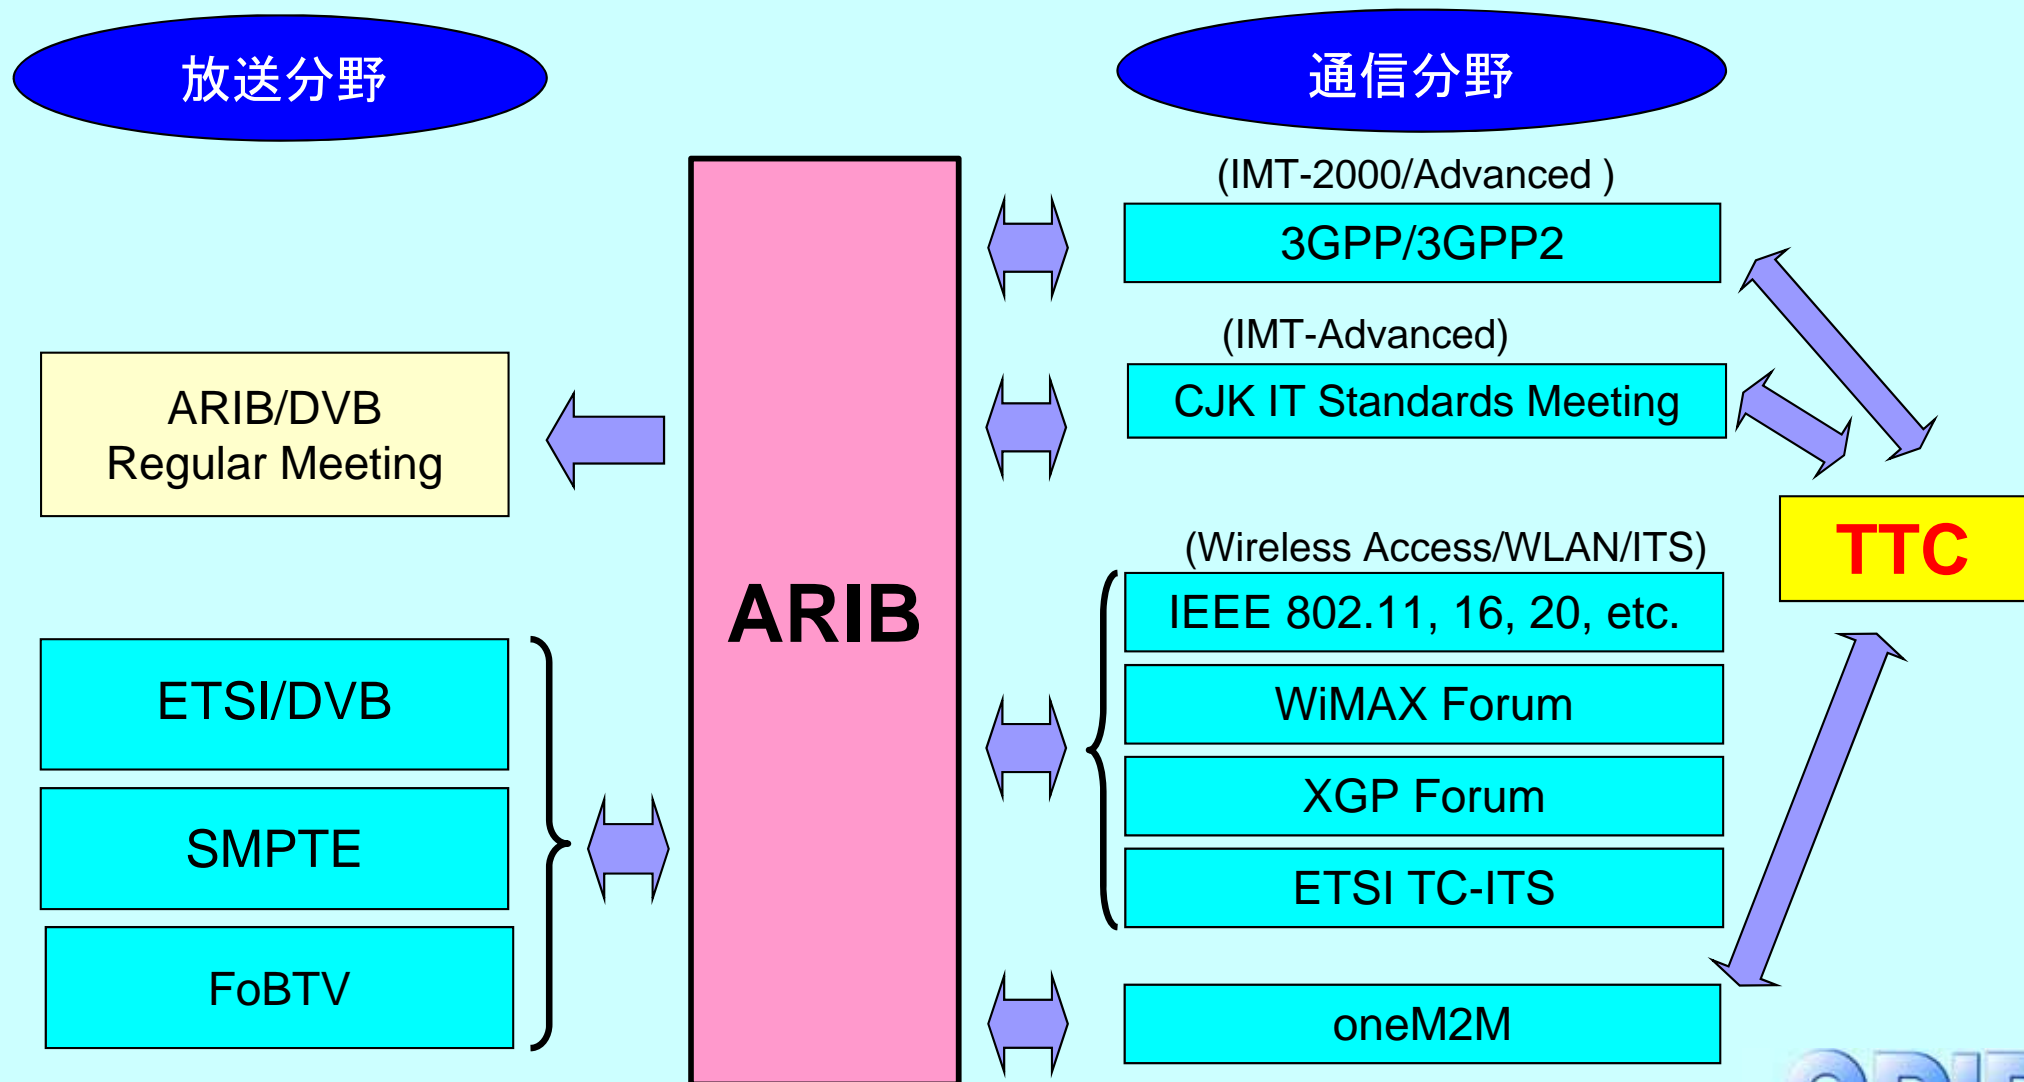 放送分野
通信分野
(IMT-2000/Advanced )
3GPP/3GPP2
(IMT-Advanced)
CJK IT Standards Meeting
ARIB/DVB
Regular Meeting
ARIB
TTC
(Wireless Access/WLAN/ITS)
IEEE 802.11, 16, 20, etc.
WiMAX Forum
XGP Forum
ETSI TC-ITS
ETSI/DVB
SMPTE
FoBTV
oneM2M